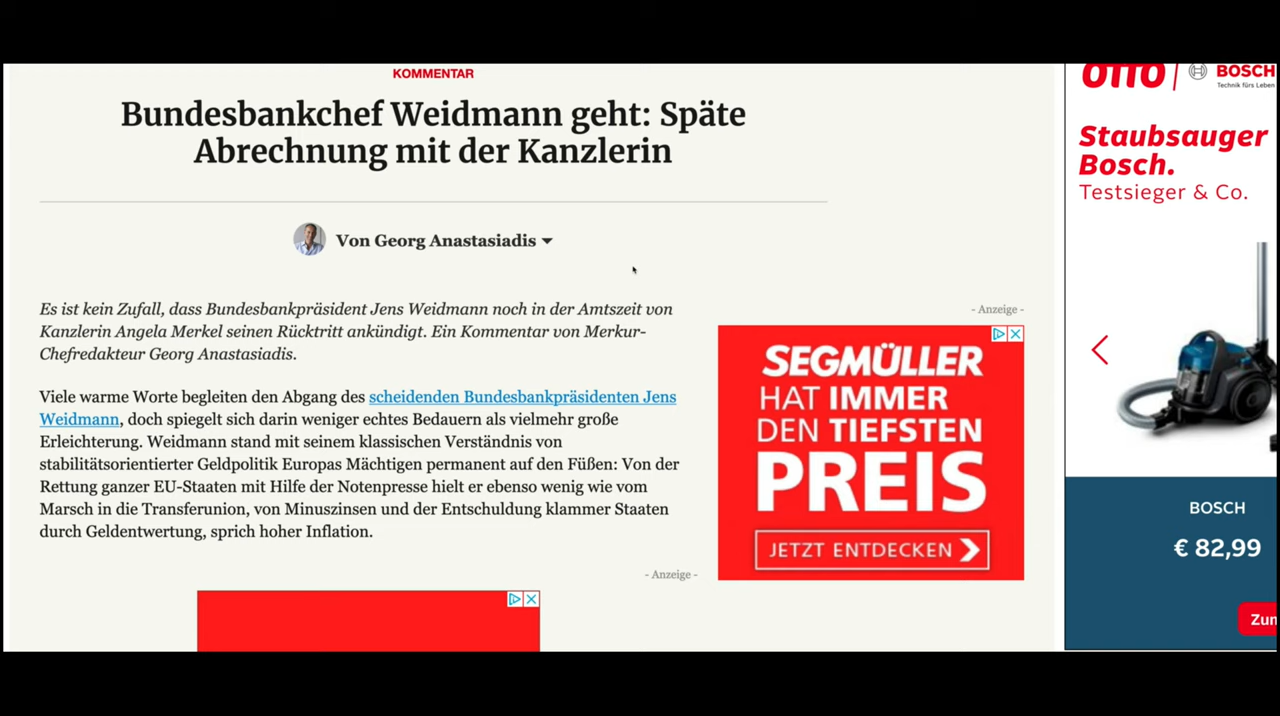 KOMMENTAR
Bundesbankchef Weidmann geht: Späte
Abrechnung mit der Kanzlerin
Von Georg Anastasiadis
Es ist kein Zufall, dass Bundesbankpräsident Jens Weidmann noch in der Amtszeit von
Kanzlerin Angela Merkel seinen Rücktritt ankündigt. Ein Kommentar von Merkur-
Chefredakteur Georg Anastasiadis.
Viele warme Worte begleiten den Abgang des scheidenden Bundesbankpräsidenten Jens
Weidmann, doch spiegelt sich darin weniger echtes Bedauern als vielmehr große
Erleichterung. Weidmann stand mit seinem klassischen Verständnis von
stabilitätsorientierter Geldpolitik Europas Mächtigen permanent auf den Füßen: Von der
Rettung ganzer EU-Staaten mit Hilfe der Notenpresse hielt er ebenso wenig wie vom
Marsch in die Transferunion, von Minuszinsen und der Entschuldung klammer Staaten
durch Geldentwertung, sprich hoher Inflation.
- Anzeige -
- Anzeige -
SEGMÜLLER
HAT IMMER
DEN TIEFSTEN
PREIS
JETZT ENTDECKEN
OTTO
BOSCH
Technik fürs Leben
Staubsauger
Bosch.
Testsieger & Co.
BOSCH
€ 82,99
Zum